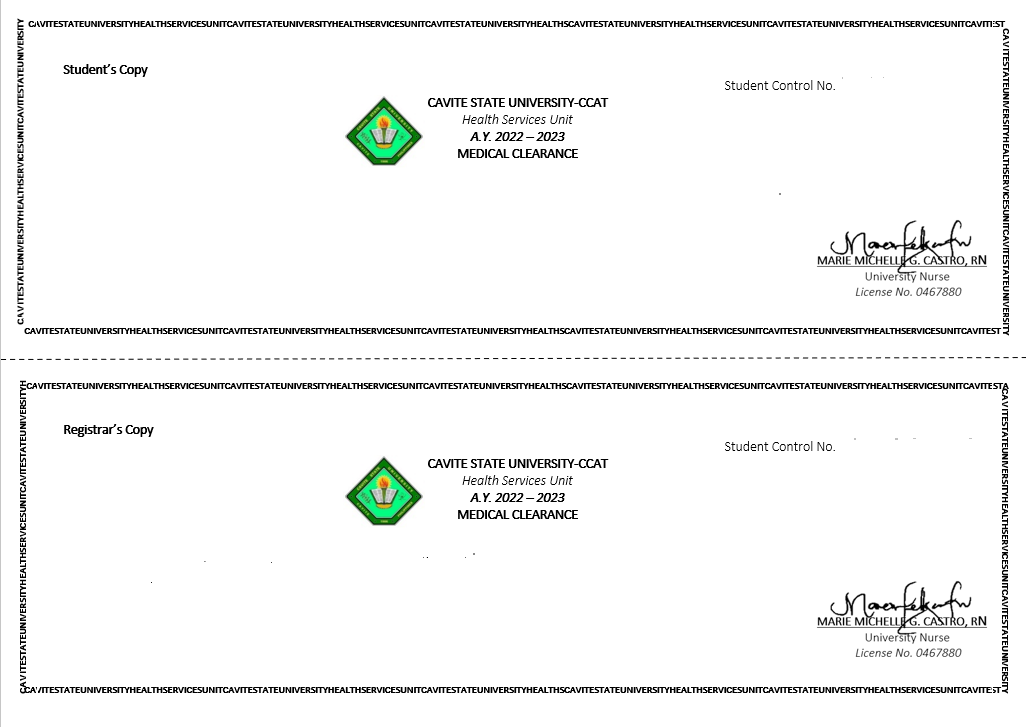 CAVITESTATEUNIVERSITYHEALTHSERVICESUNITCAVITESTATEUNIVERSITYHEALTHSERVICESUNITCAVITESTATEUNIVERSITYHEALTHSCAVITESTATEUNIVERSITYHEALTHSERVICESUNITCAVITESTATEUNIVERSITYHEALTHSERVICESUNITCAVITEST
CAVITESTATEUNIVERSITYHEALTHSERVICESUNITCAVITESTATEUNIVERSITY
CAVITESTATEUNIVERSITYHEALTHSERVICESUNITCAVITESTATEUNIVERSITY
Student's Copy
Student Control No.
CAVITE STATE UNIVERSITY-CCAT
Health Services Unit
A.Y. 2022 – 2023
MEDICAL CLEARANCE
MARIE MICHELLE G. CASTRO, RN
University Nurse
License No. 0467880
CAVITESTATEUNIVERSITYHEALTHSERVICESUNITCAVITESTATEUNIVERSITYHEALTHSERVICESUNITCAVITESTATEUNIVERSITYHEALTHSCAVITESTATEUNIVERSITYHEALTHSERVICESUNITCAVITESTATEUNIVERSITYHEALTHSERVICESUNITCAVITEST
CAVITESTATEUNIVERSITYHEALTHSERVICESUNITCAVITESTATEUNIVERSITYHEALTHSERVICESUNITCAVITESTATEUNIVERSITYHEALTHSCAVITESTATEUNIVERSITYHEALTHSERVICESUNITCAVITESTATEUNIVERSITYHEALTHSERVICESUNITCAVITESTA
CAVITESTATEUNIVERSITYHEALTHSERVICESUNITCAVITESTATEUNIVERSITYH
CAVITESTATEUNIVERSITYHEALTHSERVICESUNITCAVITESTATEUNIVERSITY
Registrar's Copy
Student Control No.
CAVITE STATE UNIVERSITY-CCAT
Health Services Unit
A.Y. 2022 – 2023
MEDICAL CLEARANCE
MARIE MICHELLE G. CASTRO, RN
University Nurse
License No. 0467880
CAVITESTATEUNIVERSITYHEALTHSERVICESUNITCAVITESTATEUNIVERSITYHEALTHSERVICESUNITCAVITESTATEUNIVERSITYHEALTHSCAVITESTATEUNIVERSITYHEALTHSERVICESUNITCAVITESTATEUNIVERSITYHEALTHSERVICESUNITCAVITEST